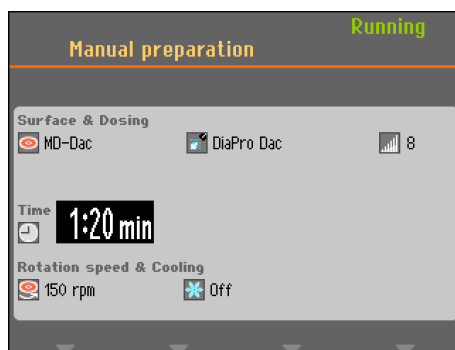 Running
Manual preparation
Surface & Dosing
MD-Dac DiaPro Dac 8
Time
1:20 min
Rotation speed & Cooling
150 rpm Off